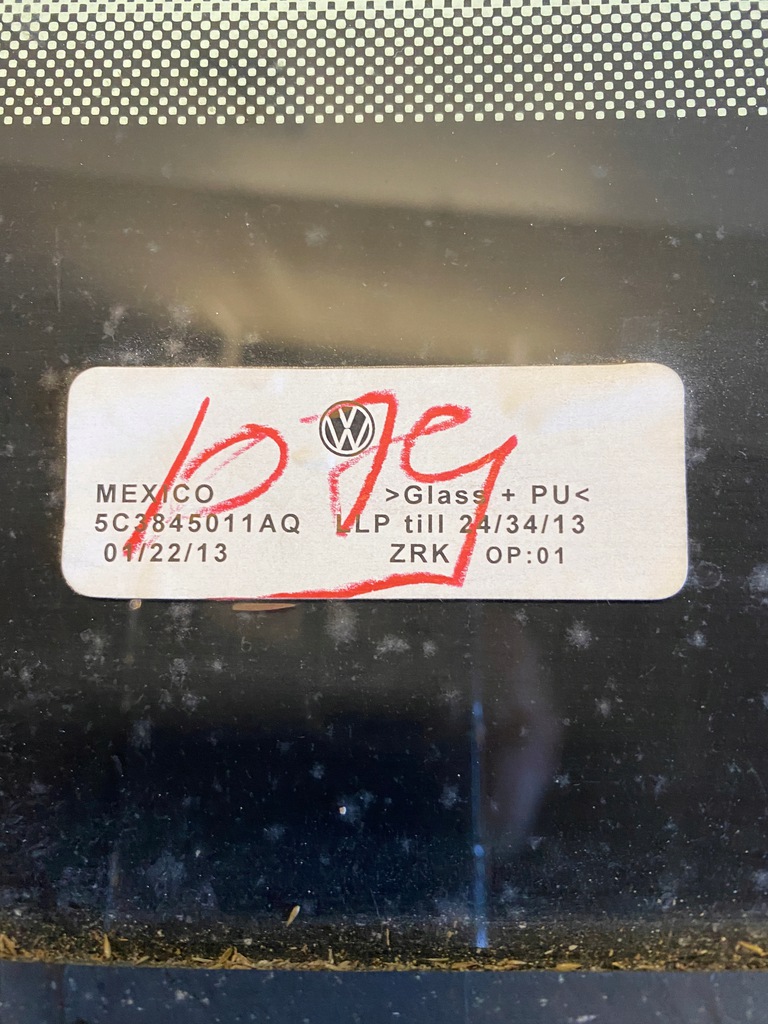 MEXICO >Glass + PU<
5C3845011AQ LLP till 24/34/13
01/22/13 ZRK OP:01